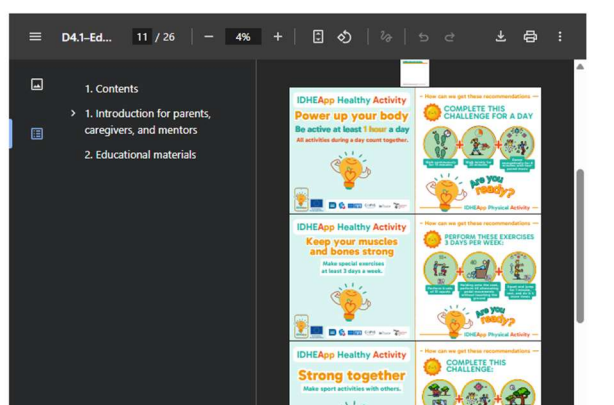 D4.1–Ed...
11 / 26
4%
1. Contents
1. Introduction for parents,
caregivers, and mentors
2. Educational materials
IDHEApp Healthy Activity
Power up your body
Be active at least 1 hour a day
All activities during a day count together.
How can we get these recommendations
COMPLETE THIS
CHALLENGE FOR A DAY
Are you
ready?
IDHEApp Physical Activity
IDHEApp Healthy Activity
Keep your muscles
and bones strong
Make special exercises
at least 3 days a week.
How can we get these recommendations
PERFORM THESE EXERCISES
3 DAYS PER WEEK:
Are you
ready?
IDHEApp Physical Activity
IDHEApp Healthy Activity
Strong together
Make sport activities with others.
How can we get these recommendations
COMPLETE THIS
CHALLENGE: